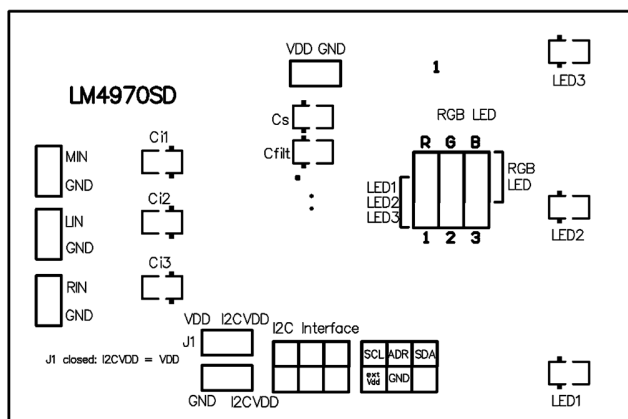 VDD GND
1
LED3
LM4970SD
RGB LED
Cs
R G B
Cfilt
Ci1
MIN
GND
RGB
LED
LED1
LED2
LED3
Ci2
LIN
GND
1 2 3
LED2
Ci3
RIN
GND
VDD I2CVDD
J1
I2C Interface
J1 closed: I2CVDD = VDD
SCL ADR SDA
ext
Vdd
GND
GND I2CVDD
LED1